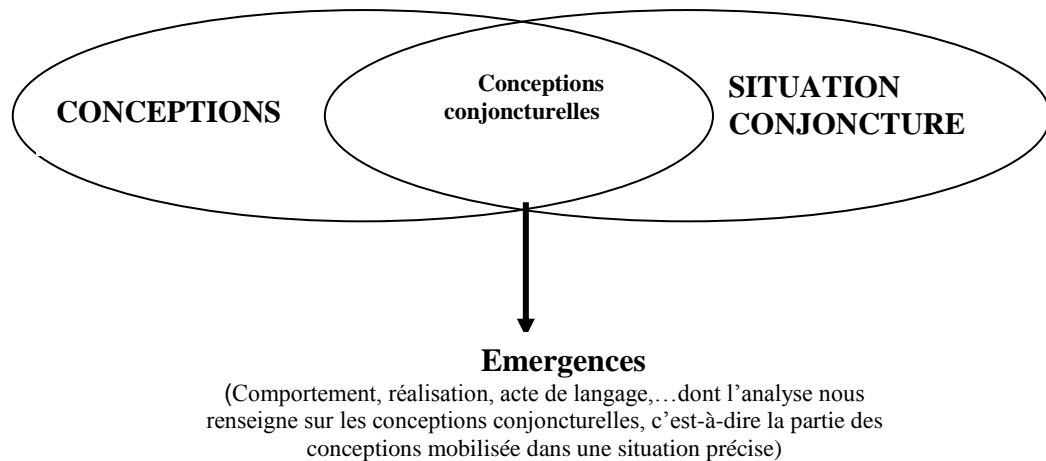 Conceptions
conjoncturelles
CONCEPTIONS
SITUATION
CONJONCTURE
Emergences
(Comportement, réalisation, acte de langage,…dont l’analyse nous
renseigne sur les conceptions conjoncturelles, c’est-à-dire la partie des
conceptions mobilisée dans une situation précise)